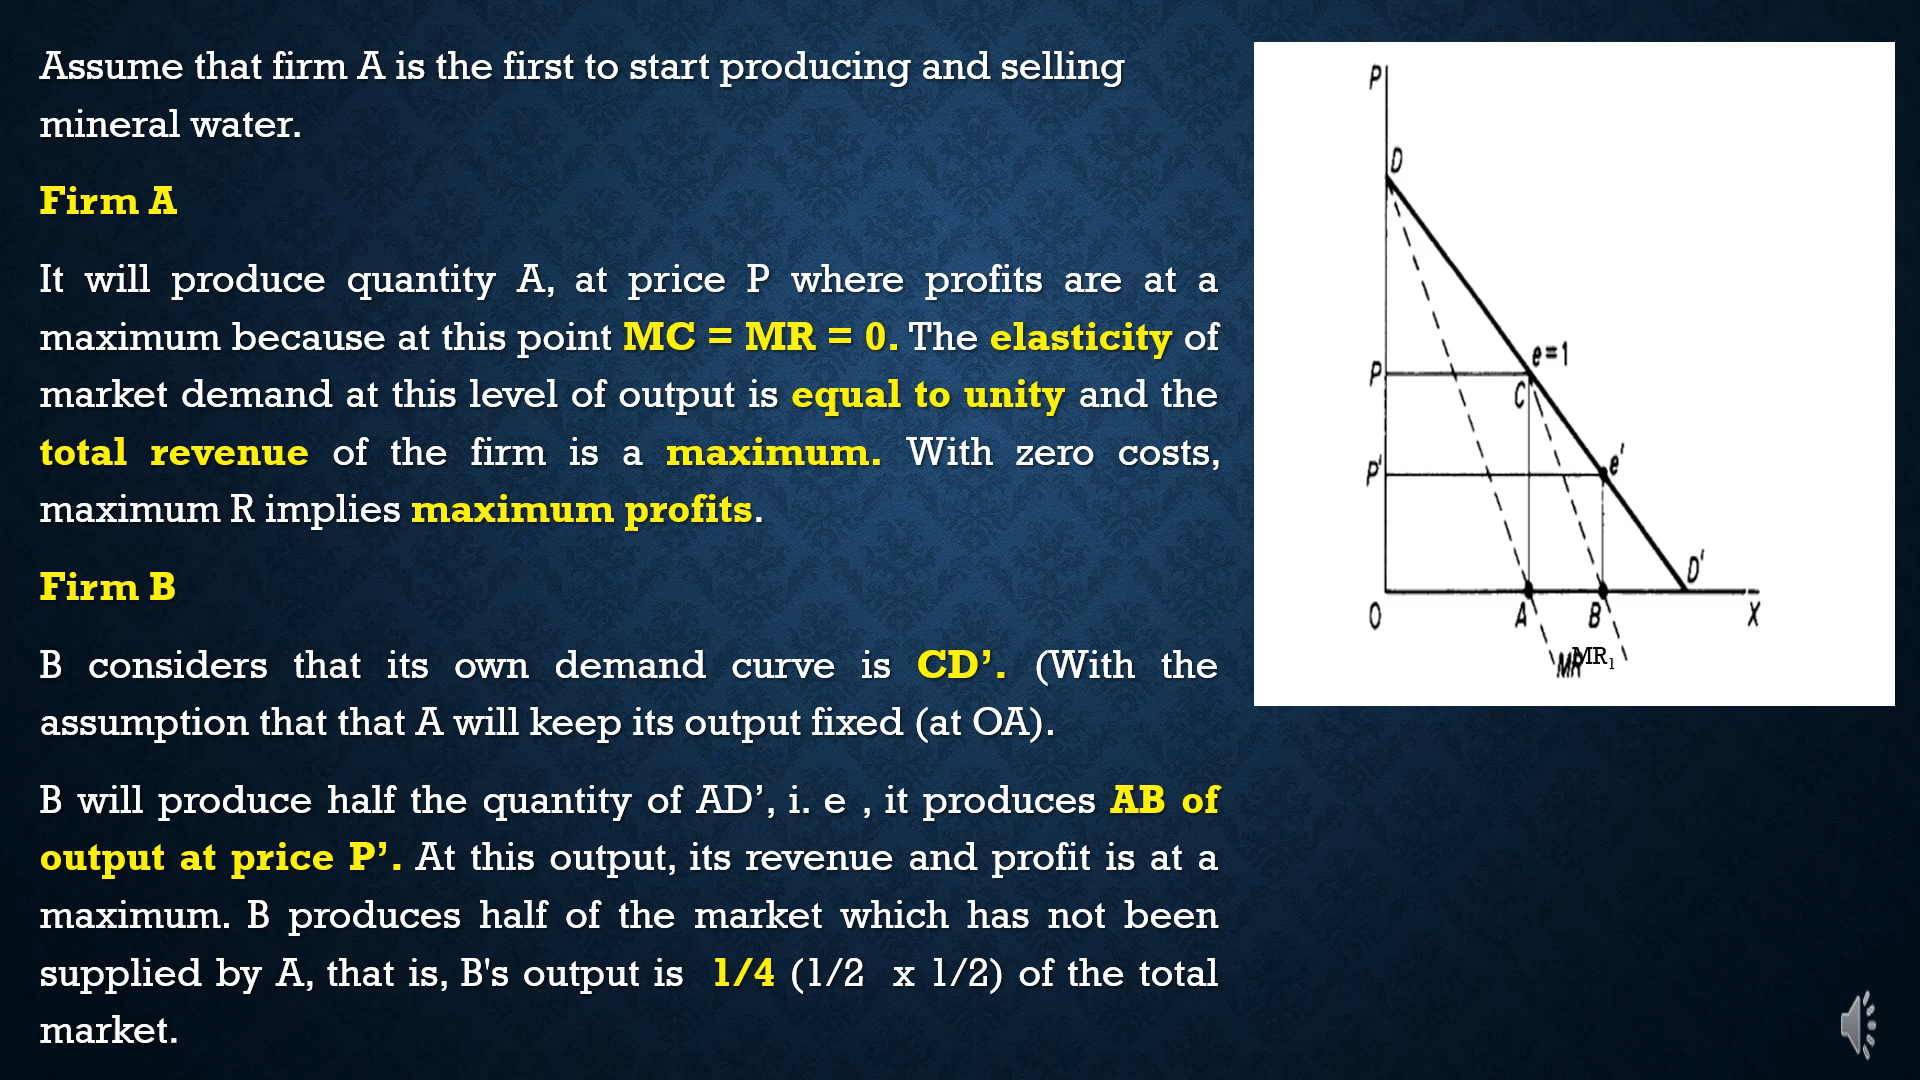 Assume that firm A is the first to start producing and selling
mineral water.
Firm A
It will produce quantity A, at price P where profits are at a
maximum because at this point MC = MR = 0. The elasticity of
market demand at this level of output is equal to unity and the
total revenue of the firm is a maximum. With zero costs,
maximum R implies maximum profits.
Firm B
B considers that its own demand curve is CD’. (With the
assumption that that A will keep its output fixed (at OA).
B will produce half the quantity of AD’, i. e , it produces AB of
output at price P’. At this output, its revenue and profit is at a
maximum. B produces half of the market which has not been
supplied by A, that is, B's output is 1/4 (1/2 x 1/2) of the total
market.
P
D
e=1
P
C
P'
e'
D'
O
A
B
X
MR
MR₁